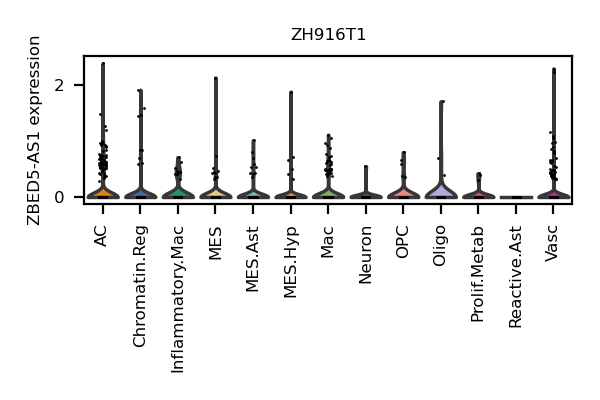 ZH916T1
ZBED5-AS1 expression
2
0
AC
Chromatin.Reg
Inflammatory.Mac
MES
MES.Ast
MES.Hyp
Mac
Neuron
OPC
Oligo
Prolif.Metab
Reactive.Ast
Vasc